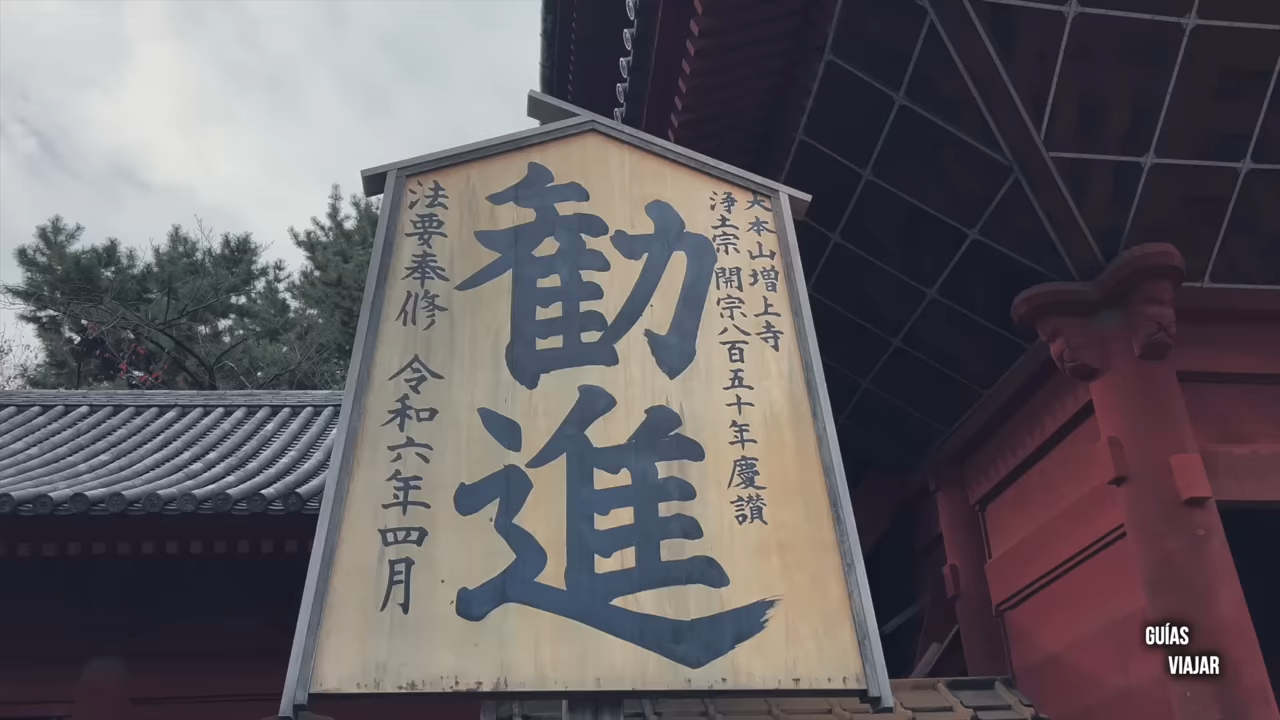 大本山増上寺
浄土宗 開宗八百五十年慶讃
勧進
法要奉修 令和六年四月
GUÍAS
VIAJAR